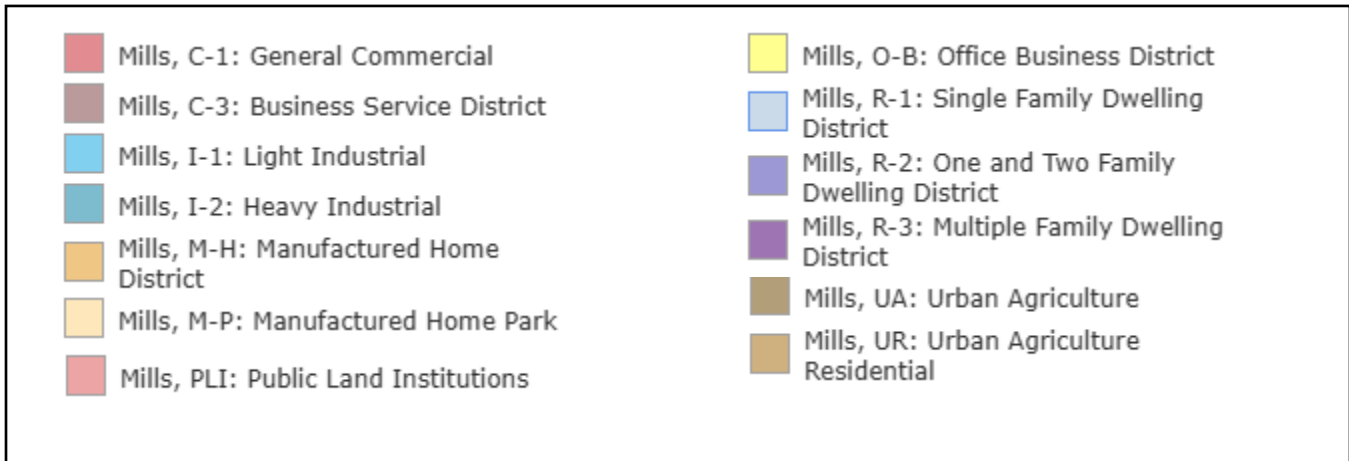 Mills, C-1: General Commercial
Mills, C-3: Business Service District
Mills, I-1: Light Industrial
Mills, I-2: Heavy Industrial
Mills, M-H: Manufactured Home
District
Mills, M-P: Manufactured Home Park
Mills, PLI: Public Land Institutions
Mills, O-B: Office Business District
Mills, R-1: Single Family Dwelling
District
Mills, R-2: One and Two Family
Dwelling District
Mills, R-3: Multiple Family Dwelling
District
Mills, UA: Urban Agriculture
Mills, UR: Urban Agriculture
Residential